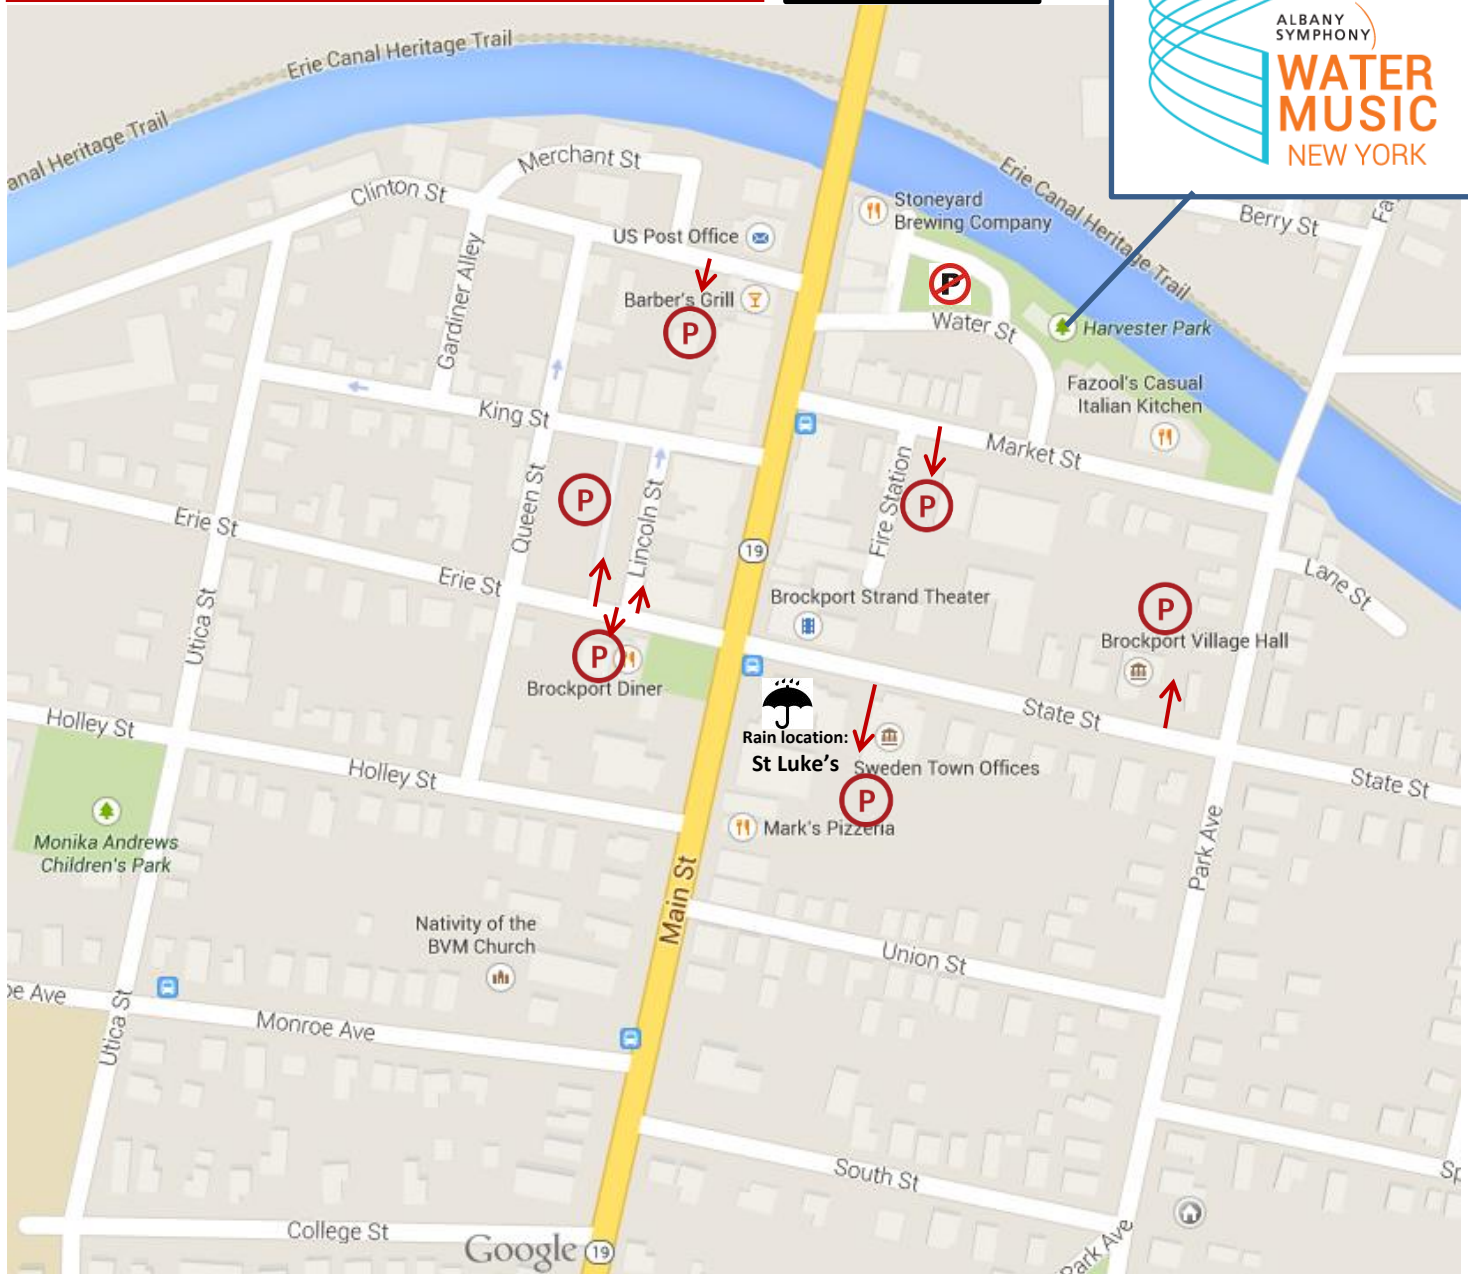 ALBANY
SYMPHONY
WATER
MUSIC
NEW YORK
Erie Canal Heritage Trail
anal Heritage Trail
Merchant St
Clinton St
Stoneyard
Brewing Company
Erie Canal Heritage Trail
Berry St
Fa
US Post Office
Gardiner Alley
Barber's Grill
P
P
Water St
Harvester Park
Fazool's Casual
Italian Kitchen
King St
Market St
Queen St
P
Lincoln St
Fire Station
P
19
Erie St
Erie St
Lane St
Utica St
Brockport Strand Theater
P
Brockport Village Hall
P
Brockport Diner
State St
Rain location:
St Luke's
Sweden Town Offices
P
Holley St
Holley St
State St
Monika Andrews
Children's Park
Mark's Pizzeria
Park Ave
Main St
Nativity of the
BVM Church
Union St
oe Ave
Utica St
Monroe Ave
South St
Sp
College St
Google
19
Park Ave